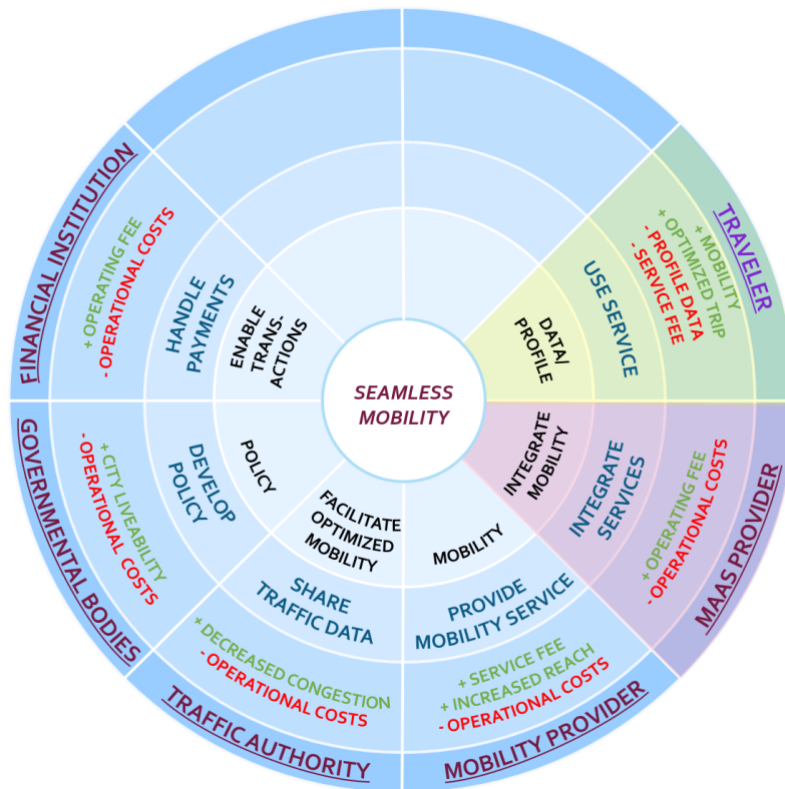 SEAMLESS
MOBILITY
TRAVELER
+ MOBILITY
+ OPTIMIZED TRIP
- PROFILE DATA
- SERVICE FEE
USE SERVICE
DATA/
PROFILE
MAAS PROVIDER
+ OPERATING FEE
- OPERATIONAL COSTS
INTEGRATE
SERVICES
INTEGRATE
MOBILITY
MOBILITY
PROVIDE
MOBILITY SERVICE
+ SERVICE FEE
+ INCREASED REACH
- OPERATIONAL COSTS
MOBILITY PROVIDER
FACILITATE
OPTIMIZED
MOBILITY
SHARE
TRAFFIC DATA
+ DECREASED CONGESTION
- OPERATIONAL COSTS
TRAFFIC AUTHORITY
POLICY
DEVELOP
POLICY
+ CITY LIVEABILITY
- OPERATIONAL COSTS
GOVERNMENTAL BODIES
FINANCIAL INSTITUTION
+ OPERATING FEE
- OPERATIONAL COSTS
HANDLE
PAYMENTS
ENABLE
TRANS-
ACTIONS